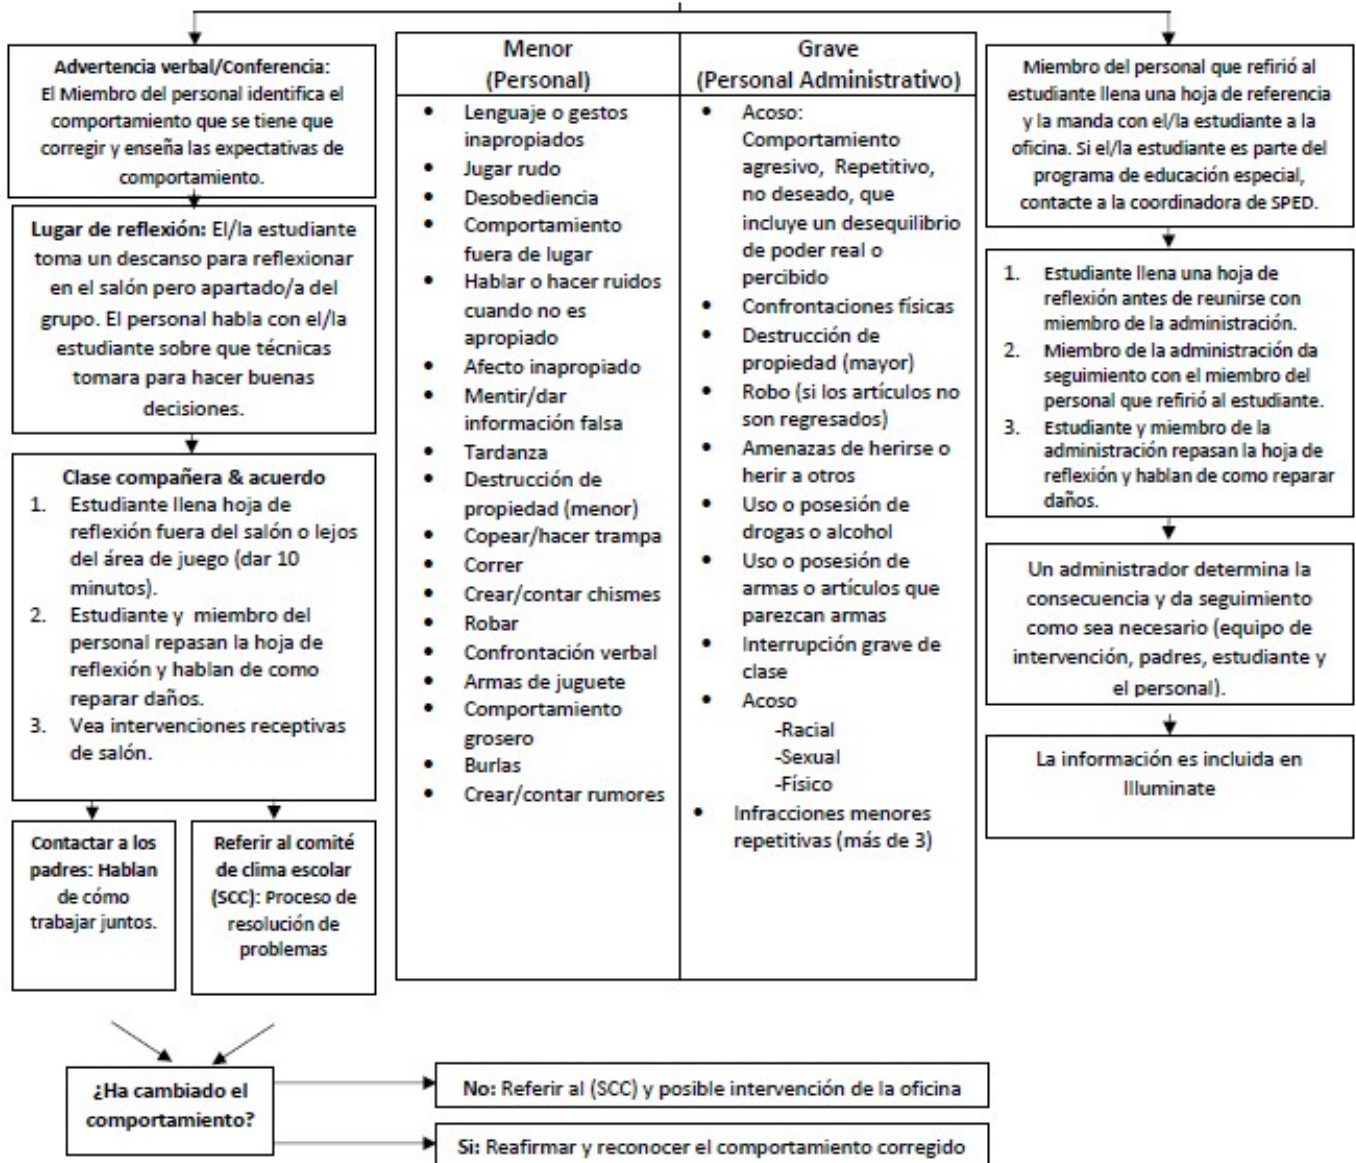 Advertencia verbal/Conferencia:
El Miembro del personal identifica el
comportamiento que se tiene que
corregir y enseña las expectativas de
comportamiento.
Lugar de reflexión: El/la estudiante
toma un descanso para reflexionar
en el salón pero apartado/a del
grupo. El personal habla con el/la
estudiante sobre que técnicas
tomara para hacer buenas
decisiones.
Clase compañera & acuerdo
1. Estudiante llena hoja de
reflexión fuera del salón o lejos
del área de juego (dar 10
minutos).
2. Estudiante y miembro del
personal repasan la hoja de
reflexión y hablan de como
reparar daños.
3. Vea intervenciones receptivas
de salón.
Contactar a los
padres: Hablan
de cómo
trabajar juntos.
Referir al comité
de clima escolar
(SCC): Proceso de
resolución de
problemas
Menor
(Personal)
• Lenguaje o gestos
inapropiados
• Jugar rudo
• Desobediencia
• Comportamiento
fuera de lugar
• Hablar o hacer ruidos
cuando no es
apropiado
• Afecto inapropiado
• Mentir/dar
información falsa
• Tardanza
• Destrucción de
propiedad (menor)
• Copear/hacer trampa
• Correr
• Crear/contar chismes
• Robar
• Confrontación verbal
• Armas de juguete
• Comportamiento
grosero
• Burlas
• Crear/contar rumores
Grave
(Personal Administrativo)
• Acoso:
Comportamiento
agresivo, Repetitivo,
no deseado, que
incluye un desequilibrio
de poder real o
percibido
• Confrontaciones físicas
• Destrucción de
propiedad (mayor)
• Robo (si los artículos no
son regresados)
• Amenazas de herirse o
herir a otros
• Uso o posesión de
drogas o alcohol
• Uso o posesión de
armas o artículos que
parezcan armas
• Interrupción grave de
clase
• Acoso
-Racial
-Sexual
-Físico
• Infracciones menores
repetitivas (más de 3)
Miembro del personal que refirió al
estudiante llena una hoja de referencia
y la manda con el/la estudiante a la
oficina. Si el/la estudiante es parte del
programa de educación especial,
contacte a la coordinadora de SPED.
1. Estudiante llena una hoja de
reflexión antes de reunirse con
miembro de la administración.
2. Miembro de la administración da
seguimiento con el miembro del
personal que refirió al estudiante.
3. Estudiante y miembro de la
administración repasan la hoja de
reflexión y hablan de como reparar
daños.
Un administrador determina la
consecuencia y da seguimiento
como sea necesario (equipo de
intervención, padres, estudiante y
el personal).
La información es incluida en
Illuminate
¿Ha cambiado el
comportamiento?
No: Referir al (SCC) y posible intervención de la oficina
Si: Reafirmar y reconocer el comportamiento corregido